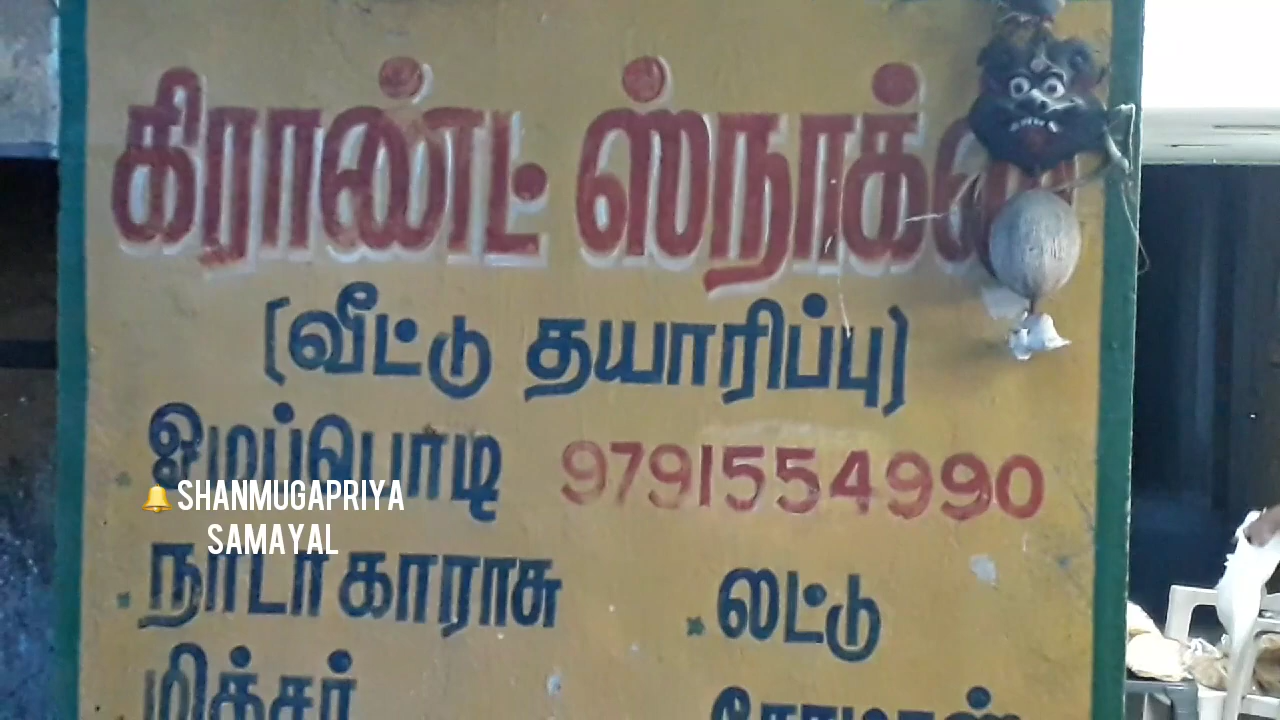 கிராண்ட் ஸ்நாக்ஸ்
(வீட்டு தயாரிப்பு)
ஓமப்பொடி 9791554990
SHANMUGAPRIYA
SAMAYAL
நாடா காராசு
லட்டு
மிக்சர்